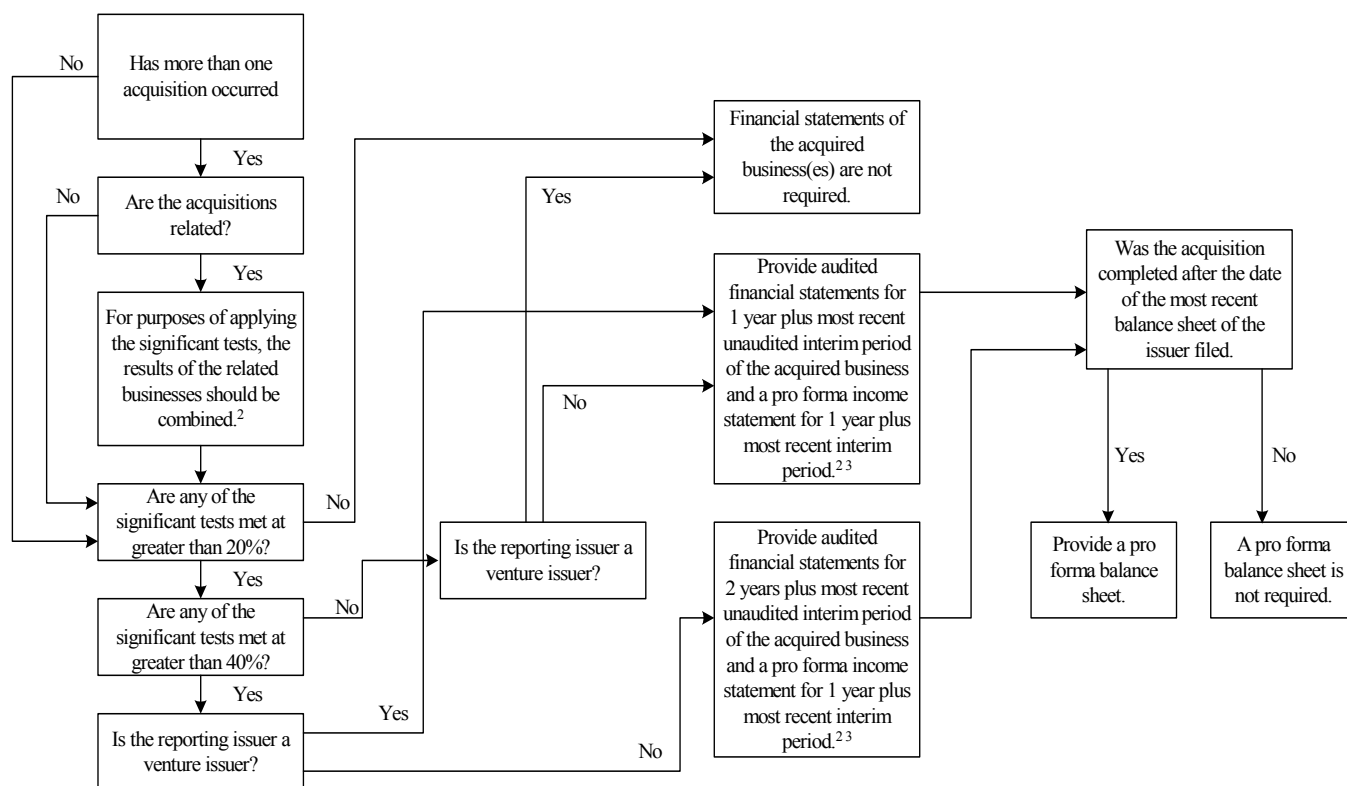 No
Has more than one
acquisition occurred
Yes
No
Are the acquisitions
related?
Yes
For purposes of applying
the significant tests, the
results of the related
businesses should be
combined.2
Are any of the
significant tests met at
greater than 20%?
No
Yes
Are any of the
significant tests met at
greater than 40%?
No
Yes
Is the reporting issuer a
venture issuer?
Yes
No
Is the reporting issuer a
venture issuer?
Yes
No
Financial statements of
the acquired
business(es) are not
required.
Provide audited
financial statements for
1 year plus most recent
unaudited interim period
of the acquired business
and a pro forma income
statement for 1 year plus
most recent interim
period.2 3
Provide audited
financial statements for
2 years plus most recent
unaudited interim period
of the acquired business
and a pro forma income
statement for 1 year plus
most recent interim
period.2 3
Was the acquisition
completed after the date
of the most recent
balance sheet of the
issuer filed.
Yes
No
Provide a pro
forma balance
sheet.
A pro forma
balance sheet is
not required.